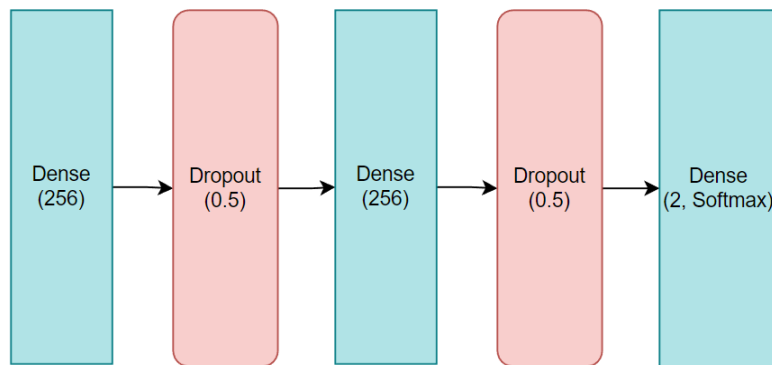 Dense
(256)
Dropout
(0.5)
Dense
(256)
Dropout
(0.5)
Dense
(2, Softmax)